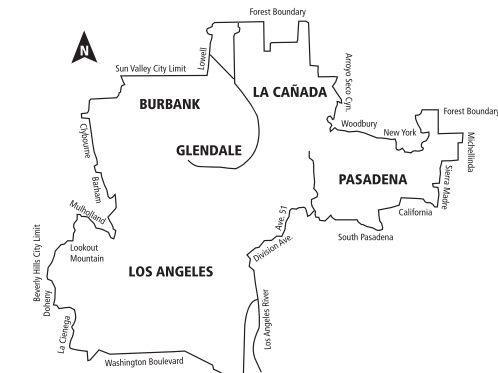 Forest Boundary
N
Sun Valley City Limit
Lowell
Arroyo Seco Cyn.
LA CAÑADA
BURBANK
Forest Boundary
Woodbury
New York
Clybourne
GLENDALE
Michelinda
PASADENA
Sierra Madre
Barham
California
Mulholland
Ave. 51
South Pasadena
Division Ave.
Lookout
Mountain
Beverly Hills City Limit
LOS ANGELES
Doheny
Los Angeles River
La Cienega
Washington Boulevard